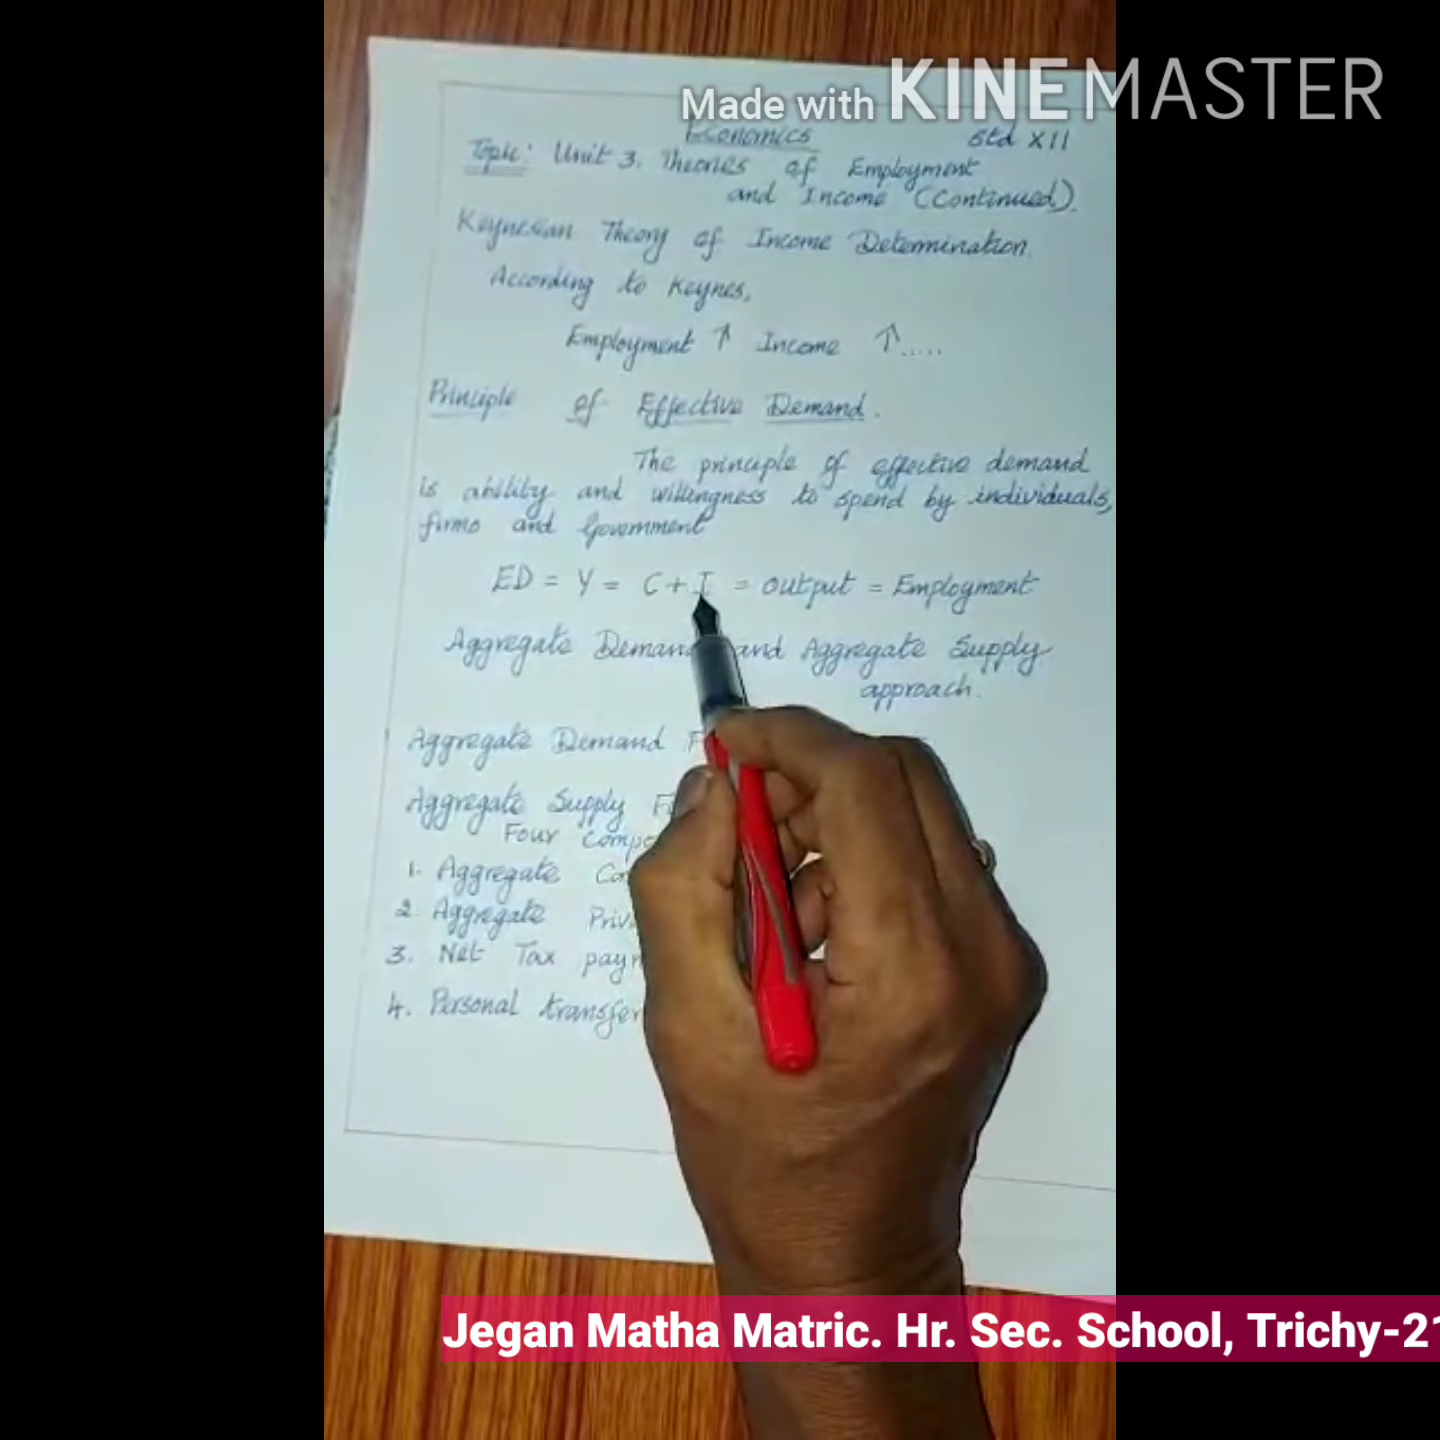 Made with KINEMASTER
Economics Std XII
Topic: Unit 3. Theories of Employment
and Income (Continued).
Keynesian Theory of Income Determination.
According to Keynes,
Employment ↑ Income ↑.....
Principle of Effective Demand.
The principle of effective demand
is ability and willingness to spend by individuals,
firms and Government
ED = Y = C + I = output = Employment
Aggregate Demand and Aggregate Supply
approach.
Aggregate Demand
Aggregate Supply
Four
1. Aggregate
2. Aggregate
3. Net Tax
4. Personal
Jegan Matha Matric. Hr. Sec. School, Trichy-21